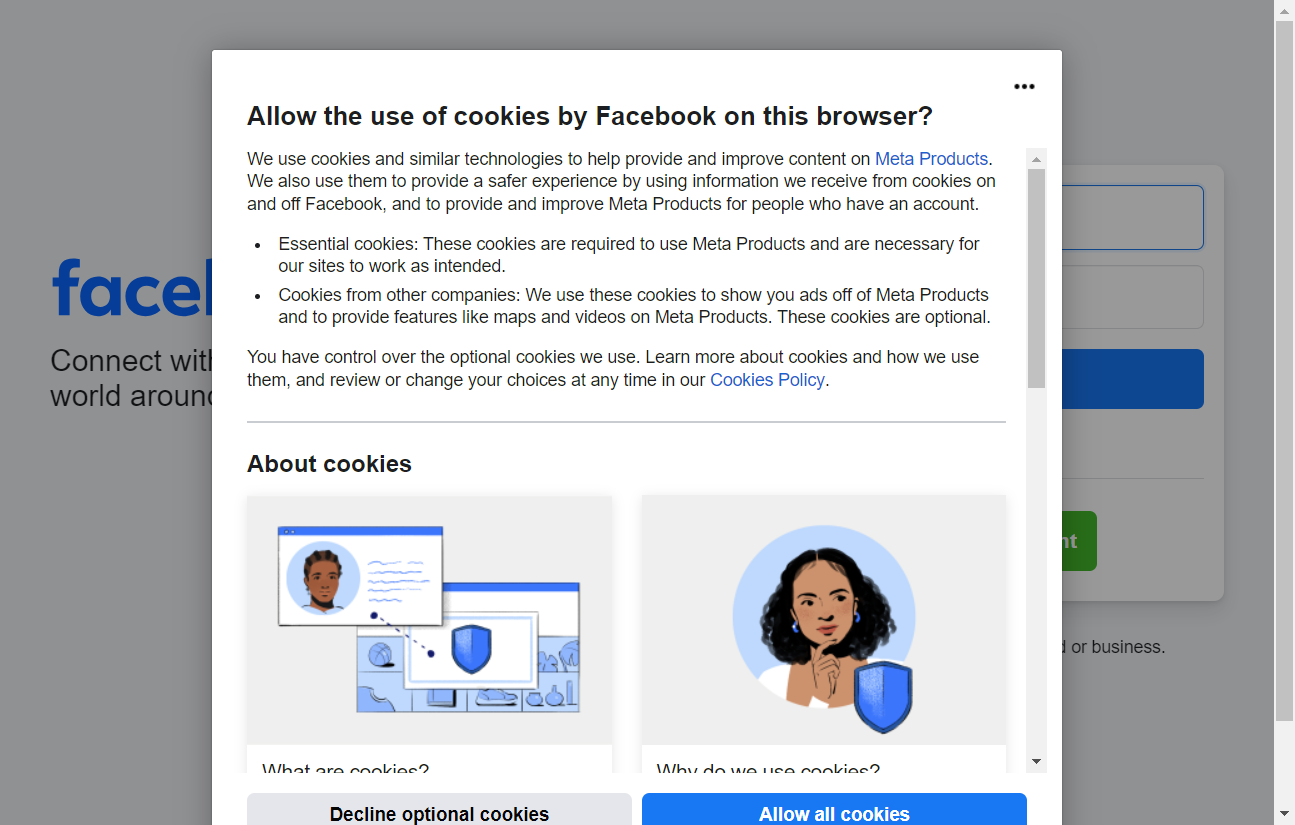 Allow the use of cookies by Facebook on this browser?
We use cookies and similar technologies to help provide and improve content on Meta Products.
We also use them to provide a safer experience by using information we receive from cookies on
and off Facebook, and to provide and improve Meta Products for people who have an account.
• Essential cookies: These cookies are required to use Meta Products and are necessary for
our sites to work as intended.
• Cookies from other companies: We use these cookies to show you ads off of Meta Products
and to provide features like maps and videos on Meta Products. These cookies are optional.
You have control over the optional cookies we use. Learn more about cookies and how we use
them, and review or change your choices at any time in our Cookies Policy.
About cookies
What are cookies?
Why do we use cookies?
Decline optional cookies
Allow all cookies
Connect with
world around
or business.